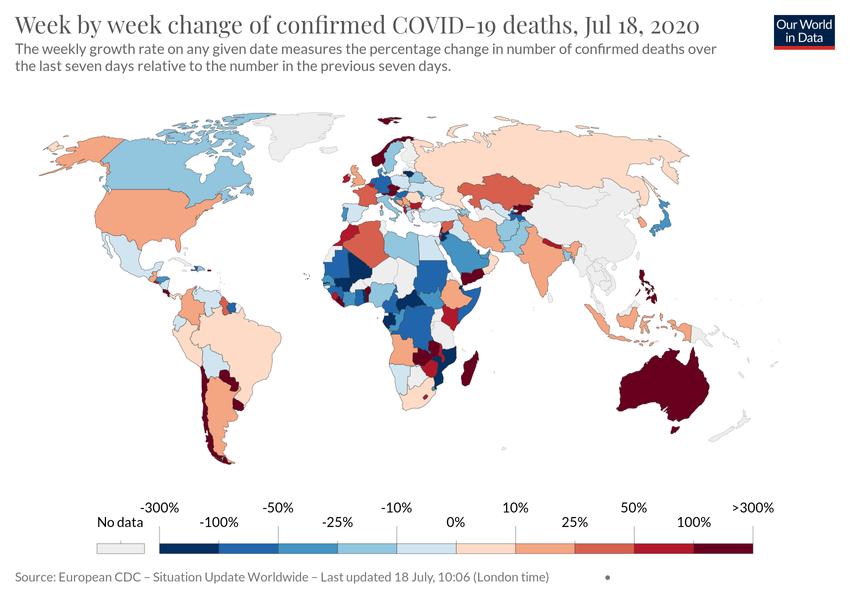 Week by week change of confirmed COVID-19 deaths, Jul 18, 2020
Our World
in Data
The weekly growth rate on any given date measures the percentage change in number of confirmed deaths over
the last seven days relative to the number in the previous seven days.
-300% -50% -10% 10% 50% >300%
No data -100% -25% 0% 25% 100%
Source: European CDC – Situation Update Worldwide – Last updated 18 July, 10:06 (London time)